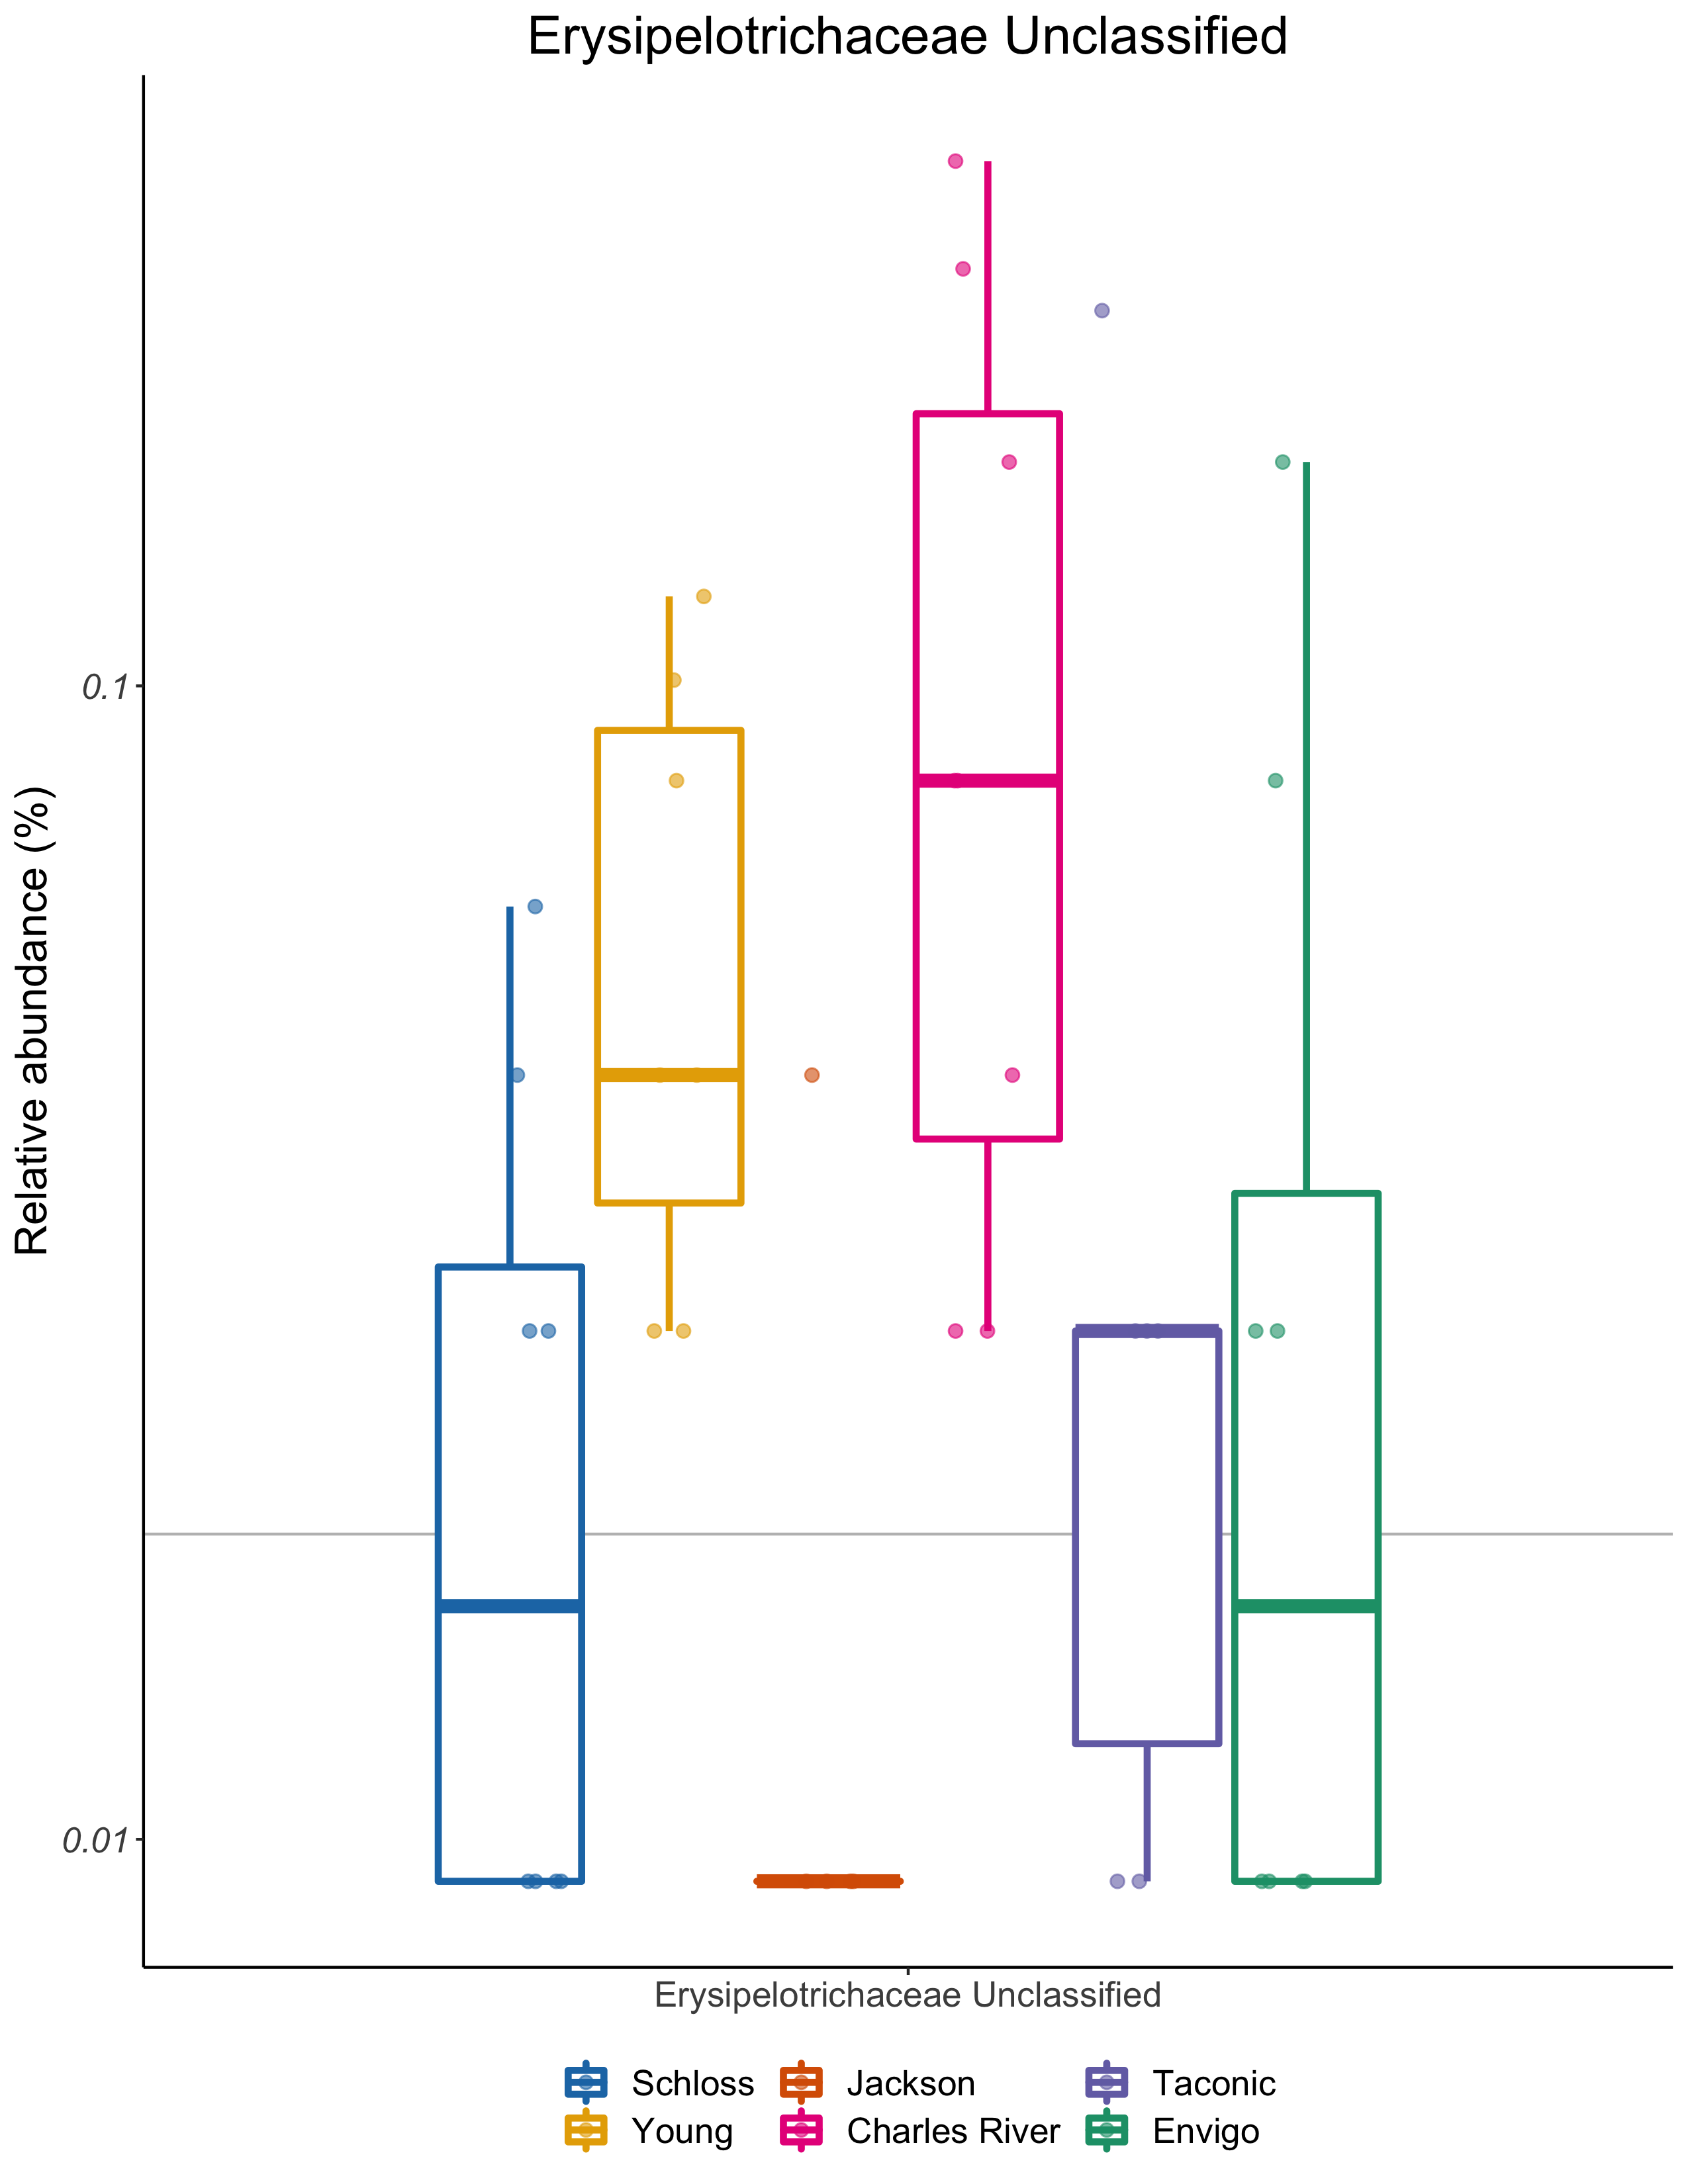 Erysipelotrichaceae Unclassified
Relative abundance (%)
0.1
0.01
Erysipelotrichaceae Unclassified
Schloss Jackson Taconic
Young Charles River Envigo